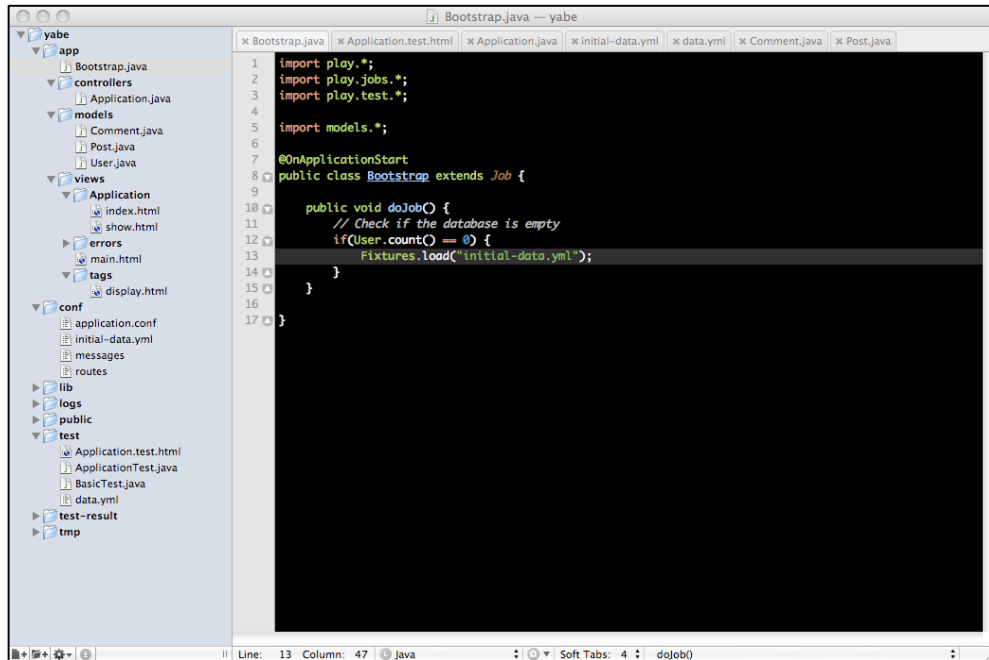 Bootstrap.java — yabe
yabe
app
Bootstrap.java
controllers
Application.java
models
Comment.java
Post.java
User.java
views
Application
index.html
show.html
errors
main.html
tags
display.html
conf
application.conf
initial-data.yml
messages
routes
lib
logs
public
test
Application.test.html
ApplicationTest.java
BasicTest.java
data.yml
test-result
tmp
Bootstrap.java Application.test.html Application.java initial-data.yml data.yml Comment.java Post.java
1 import play.*;
2 import play.jobs.*;
3 import play.test.*;
4
5 import models.*;
6
7 @OnApplicationStart
8 public class Bootstrap extends Job {
9
10 public void doJob() {
11 // Check if the database is empty
12 if(User.count() == 0) {
13 Fixtures.load("initial-data.yml");
14 }
15 }
16
17 }
Line: 13 Column: 47 Java Soft Tabs: 4 doJob()